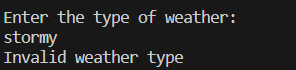 Enter the type of weather:
stormy
Invalid weather type